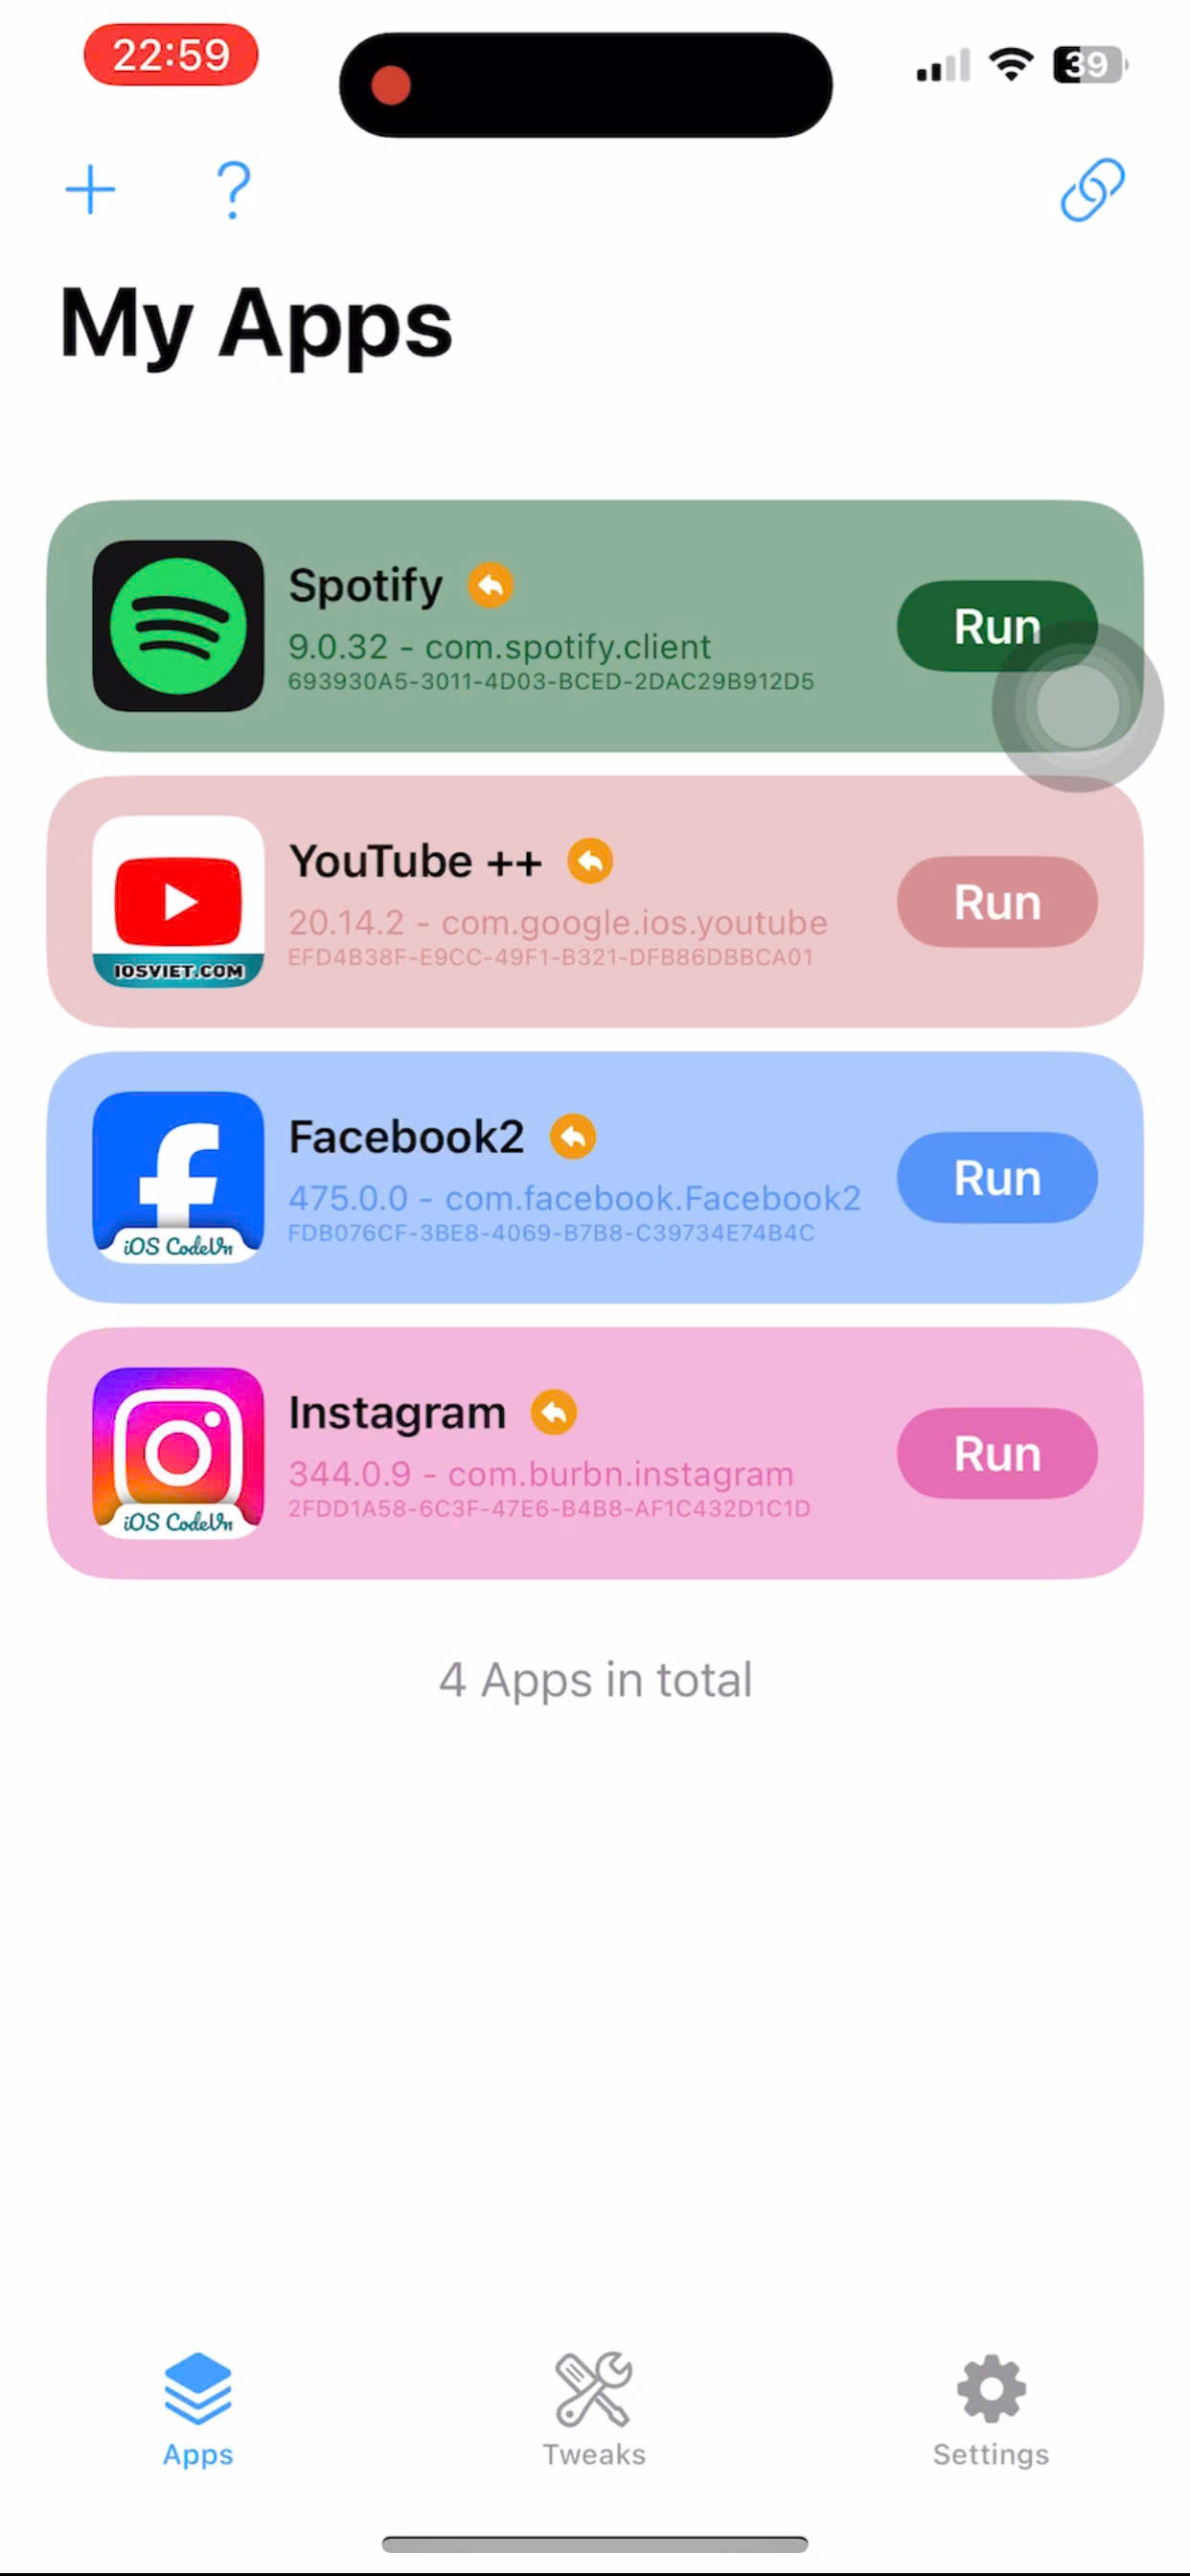 22:59
39
My Apps
Spotify
9.0.32 - com.spotify.client
693930A5-3011-4D03-BCED-2DAC29B912D5
Run
YouTube ++
20.14.2 - com.google.ios.youtube
EFD4B38F-E9CC-49F1-B321-DFB86DBBCA01
Run
IOSVIET.COM
Facebook2
475.0.0 - com.facebook.Facebook2
FDB076CF-3BE8-4069-B7B8-C39734E74B4C
Run
iOS CodeVn
Instagram
344.0.9 - com.burbn.instagram
2FDD1A58-6C3F-47E6-B4B8-AF1C432D1C1D
Run
iOS CodeVn
4 Apps in total
Apps
Tweaks
Settings